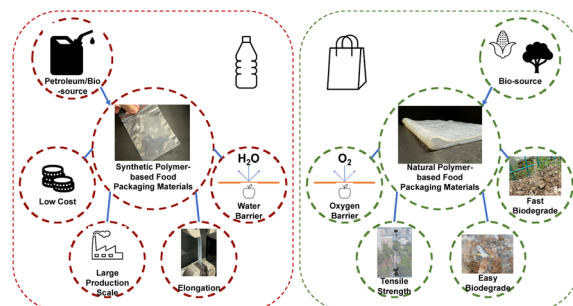 Petroleum/Bio
-source
Synthetic Polymer-
based Food
Packaging Materials
Low Cost
H₂O
Water
Barrier
Large
Production
Scale
Elongation
Bio-source
Natural Polymer-
based Food
Packaging Materials
O₂
Oxygen
Barrier
Fast
Biodegrade
Tensile
Strength
Easy
Biodegrade